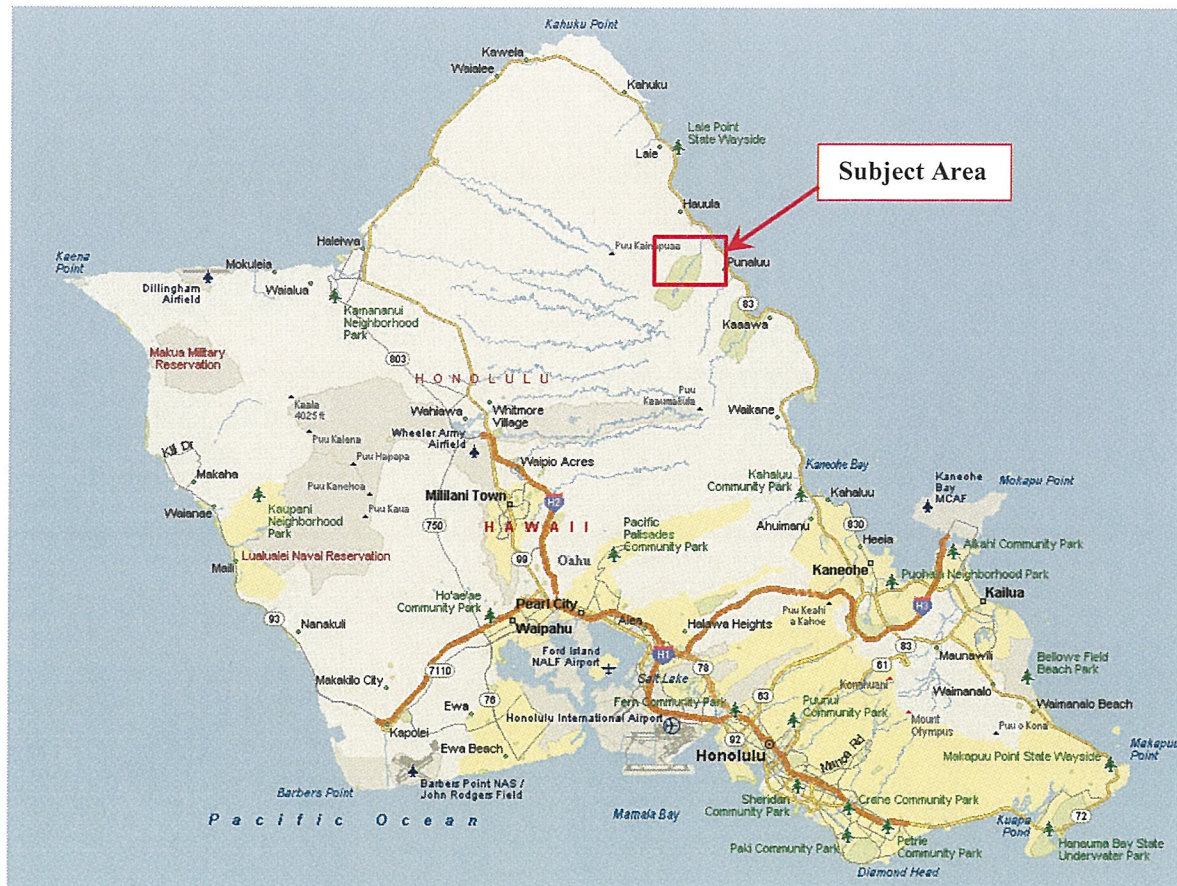 Kahuku Point
Kawela
Waialee
Kahuku
Laie Point
State Wayside
Laie
Subject Area
Hauula
Puu Kainapuaa
Punaluu
83
Kaaawa
Haleiwa
Kaena
Point
Mokuleia
Dillingham
Airfield
Waialua
Kamananui
Neighborhood
Park
Makua Military
Reservation
803
HONOLULU
Kaala
4025 ft
Wahiawa
Whitmore
Village
Puu
Kaaumakula
Waikane
Puu Kalena
Wheeler Army
Airfield
Kili Dr
Puu Hapapa
Waipio Acres
Makaha
Puu Kanehoa
Mililani Town
H2
Kahaluu
Community Park
Kaneohe Bay
Kahaluu
Kaneohe
Bay
MCAF
Mokapu Point
Waianae
Kaupani
Neighborhood
Park
Puu Kaua
750
HAWAII
Pacific
Palisades
Community Park
Ahuimanu
830
Heeia
Aikahi Community Park
Lualualei Naval Reservation
Maili
99
Oahu
Kaneohe
Puohala Neighborhood Park
Ho'ae'ae
Community Park
Pearl City
Waipahu
Aiea
Halawa Heights
Puu Keahi
a Kahoe
H3
Kailua
93
Nanakuli
Ford Island
NALF Airport
H1
78
83
Maunawili
Bellows Field
Beach Park
7110
Salt Lake
61
Konahuani
Waimanalo
Makakilo City
76
Fern Community Park
63
Puunui
Community Park
Mount
Olympus
Waimanalo Beach
Ewa
Honolulu International Airport
92
Puu o Kona
Kapolei
Ewa Beach
Honolulu
Manoa Rd
Makapuu Point State Wayside
Makapuu
Point
Barbers Point
Barbers Point NAS /
John Rodgers Field
Pacific Ocean
Mamala Bay
Sheridan
Community Park
Crane Community Park
Kuapa
Pond
72
Paki Community Park
Petrie
Community Park
Hanauma Bay State
Underwater Park
Diamond Head